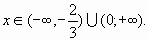 x ∈ (−∞, −2/3) ⋃ (0; +∞).